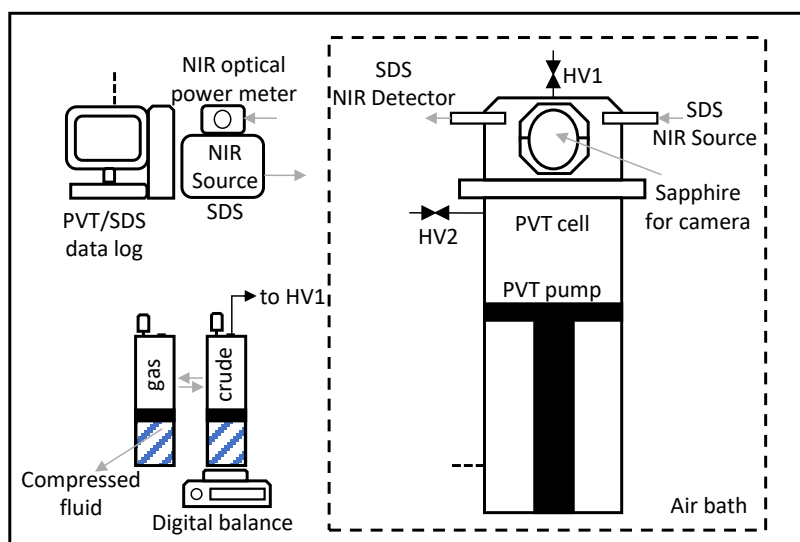 NIR optical
power meter
NIR
Source
SDS
PVT/SDS
data log
SDS
NIR Detector
HV1
SDS
NIR Source
Sapphire
for camera
HV2
PVT cell
PVT pump
to HV1
gas
crude
Compressed
fluid
Digital balance
Air bath